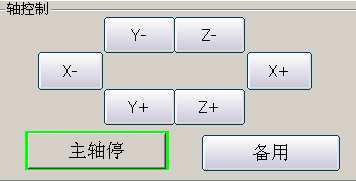 轴控制
Y- Z-
X- X+
Y+ Z+
主轴停 备用